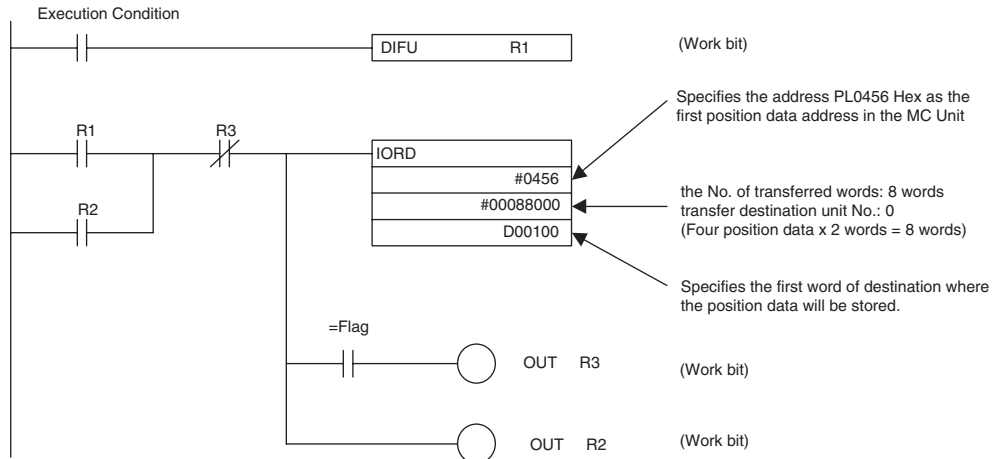 Execution Condition
DIFU R1
(Work bit)
Specifies the address PL0456 Hex as the
first position data address in the MC Unit
R1
R3
IORD
#0456
#00088000
D00100
R2
the No. of transferred words: 8 words
transfer destination unit No.: 0
(Four position data x 2 words = 8 words)
Specifies the first word of destination where
the position data will be stored.
=Flag
OUT R3
(Work bit)
OUT R2
(Work bit)